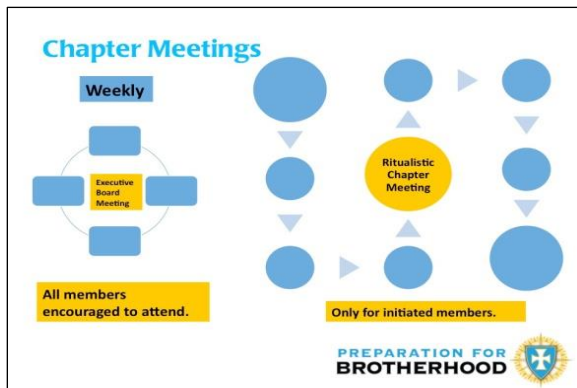 Chapter Meetings
Weekly
Executive
Board
Meeting
All members
encouraged to attend.
Ritualistic
Chapter
Meeting
Only for initiated members.
PREPARATION FOR
BROTHERHOOD